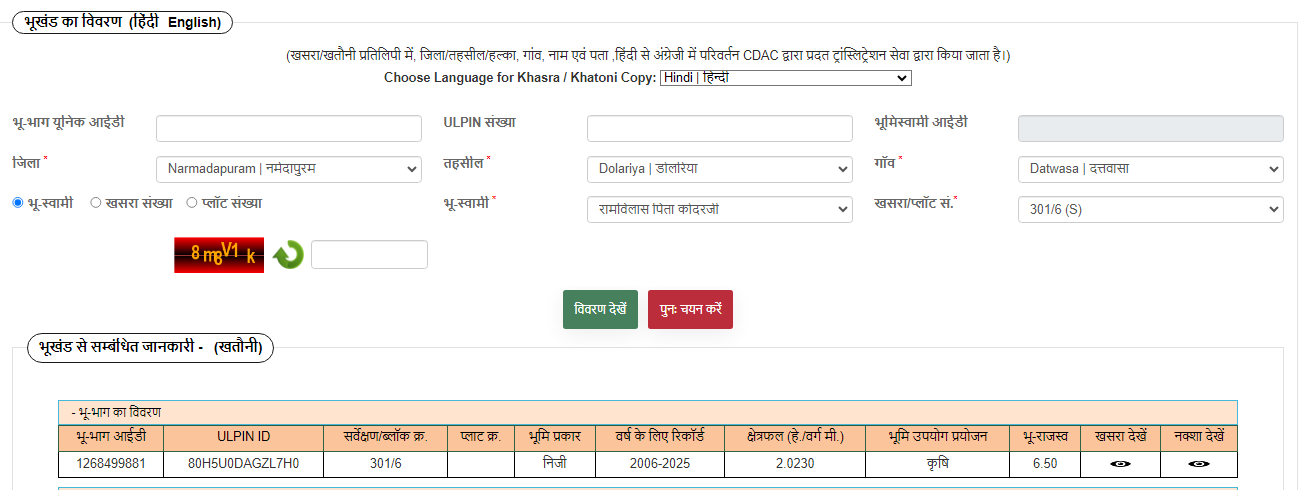 भूखंड का विवरण (हिंदी English)
(खसरा/खतौनी प्रतिलिपी में, जिला/तहसील/हल्का, गांव, नाम एवं पता ,हिंदी से अंग्रेजी में परिवर्तन CDAC द्वारा प्रदत ट्रांस्लिट्रेशन सेवा द्वारा किया जाता है।)
Choose Language for Khasra / Khatoni Copy: Hindi | हिन्दी
भू-भाग यूनिक आईडी ULPIN संख्या भूमिस्वामी आईडी
जिला * Narmadapuram | नर्मदापुरम तहसील * Dolariya | डोलरिया गाँव * Datwasa | दत्तवासा
भू-स्वामी खसरा संख्या प्लॉट संख्या भू-स्वामी * रामविलास पिता कोदरजी खसरा/प्लॉट सं.* 301/6 (S)
8 m8V1 k
विवरण देखें पुनः चयन करें
भूखंड से सम्बंधित जानकारी - (खतौनी)
- भू-भाग का विवरण
भू-भाग आईडी ULPIN ID सर्वेक्षण/ब्लॉक क्र. प्लाट क्र. भूमि प्रकार वर्ष के लिए रिकॉर्ड क्षेत्रफल (हे./वर्ग मी.) भूमि उपयोग प्रयोजन भू-राजस्व खसरा देखें नक्शा देखें
1268499881 80H5U0DAGZL7H0 301/6 निजी 2006-2025 2.0230 कृषि 6.50